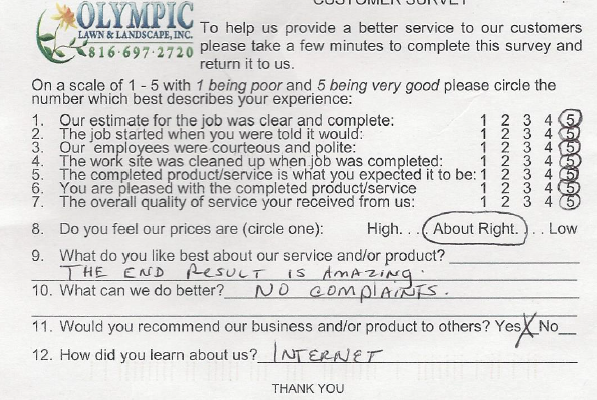 CUSTOMER SURVEY
OLYMPIC
LAWN & LANDSCAPE, INC.
816-697-2720
To help us provide a better service to our customers
please take a few minutes to complete this survey and
return it to us.
On a scale of 1 - 5 with 1 being poor and 5 being very good please circle the
number which best describes your experience:
1. Our estimate for the job was clear and complete: 1 2 3 4 5
2. The job started when you were told it would: 1 2 3 4 5
3. Our employees were courteous and polite: 1 2 3 4 5
4. The work site was cleaned up when job was completed: 1 2 3 4 5
5. The completed product/service is what you expected it to be: 1 2 3 4 5
6. You are pleased with the completed product/service 1 2 3 4 5
7. The overall quality of service your received from us: 1 2 3 4 5
8. Do you feel our prices are (circle one): High. . . About Right. . . Low
9. What do you like best about our service and/or product?
THE END RESULT IS AMAZING.
10. What can we do better? NO COMPLAINTS.
11. Would you recommend our business and/or product to others? Yes X No
12. How did you learn about us? INTERNET
THANK YOU